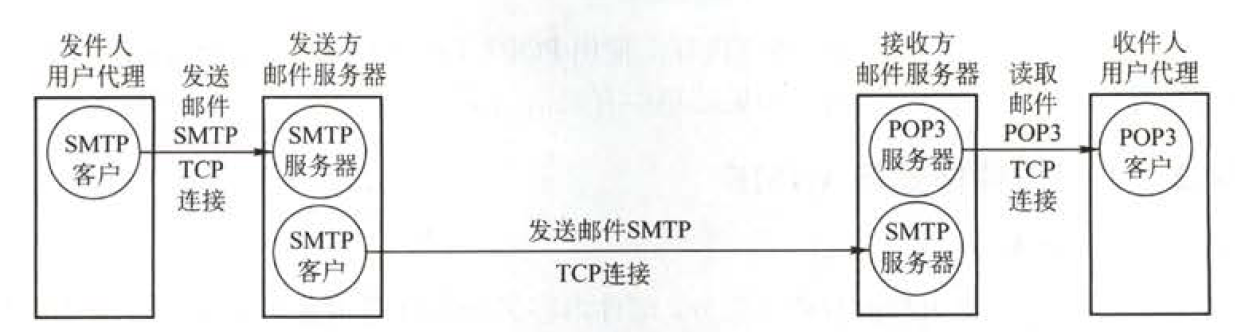 发件人
用户代理
发送
邮件
SMTP
TCP
连接
SMTP
客户
发送方
邮件服务器
SMTP
服务器
SMTP
客户
发送邮件SMTP
TCP连接
接收方
邮件服务器
POP3
服务器
SMTP
服务器
读取
邮件
POP3
TCP
连接
收件人
用户代理
POP3
客户